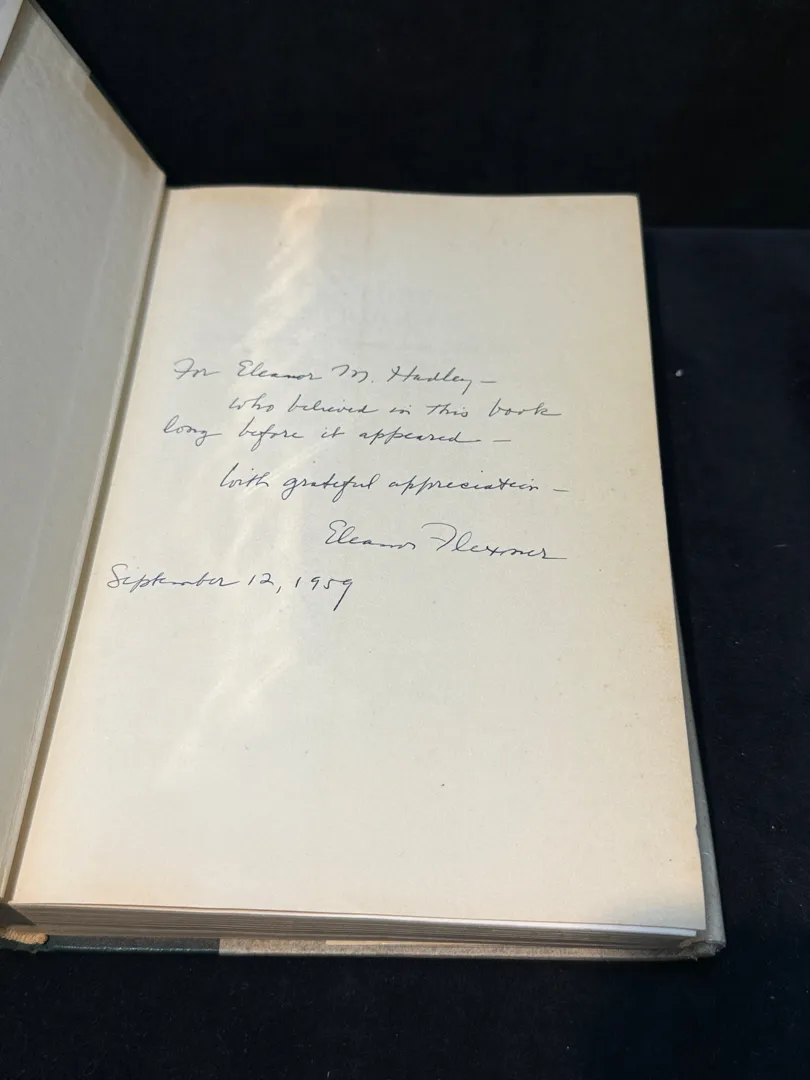 For Eleanor M. Hadley –
who believed in this book
long before it appeared –
With grateful appreciation –
Eleanor Flexner
September 12, 1959